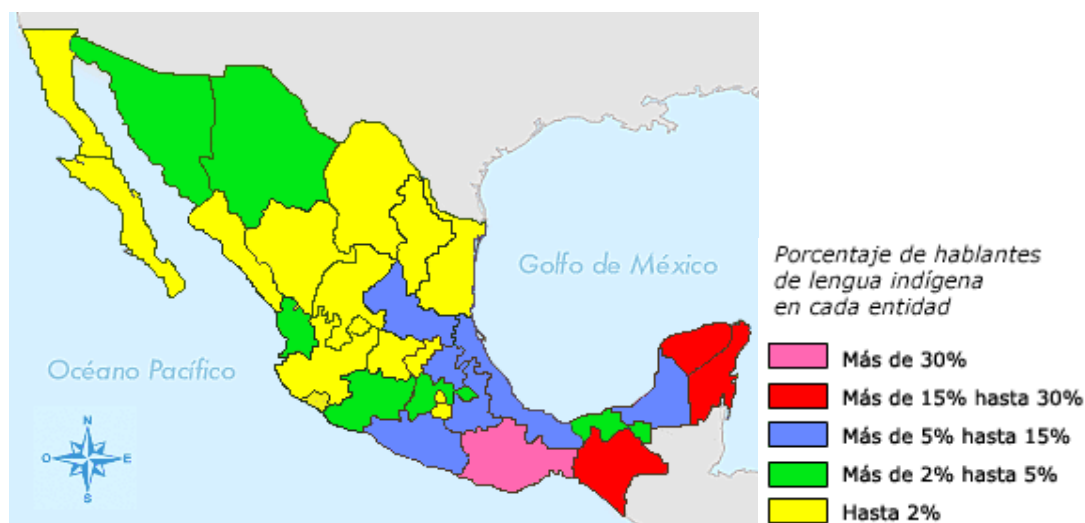 Golfo de México
Océano Pacífico
N
O
E
S
Porcentaje de hablantes
de lengua indígena
en cada entidad
Más de 30%
Más de 15% hasta 30%
Más de 5% hasta 15%
Más de 2% hasta 5%
Hasta 2%